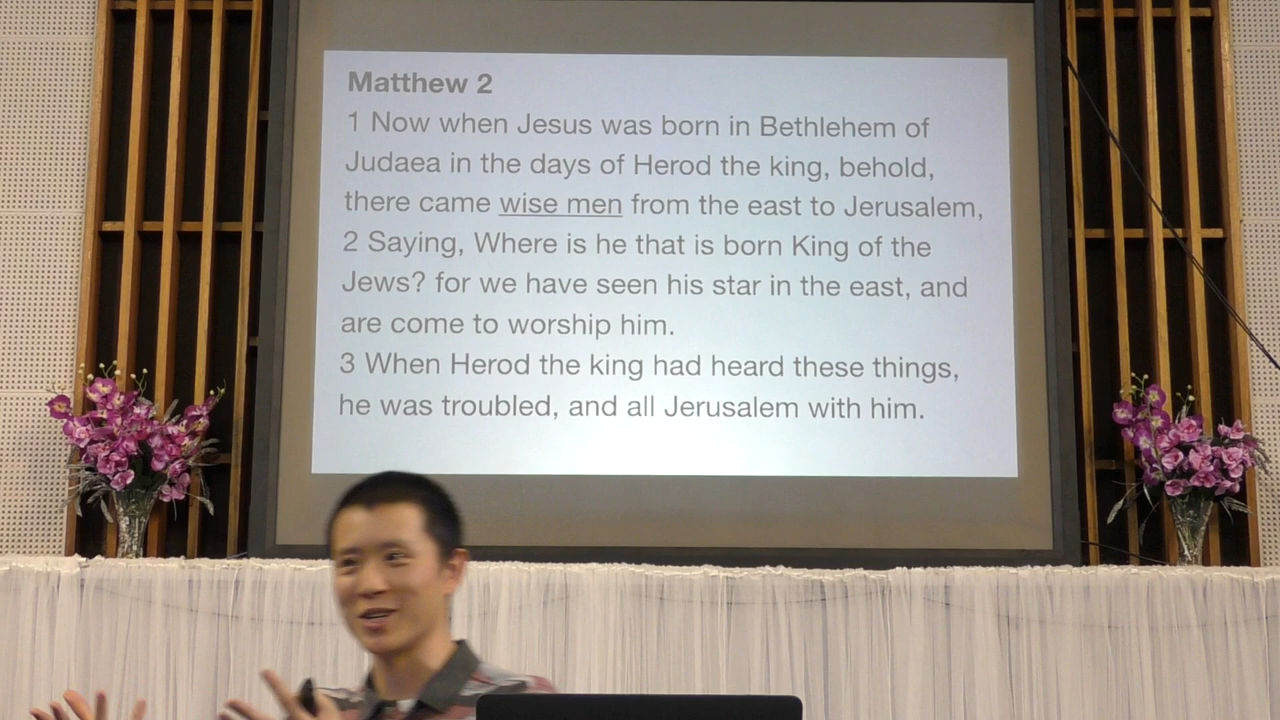 Matthew 2
1 Now when Jesus was born in Bethlehem of
Judaea in the days of Herod the king, behold,
there came wise men from the east to Jerusalem,
2 Saying, Where is he that is born King of the
Jews? for we have seen his star in the east, and
are come to worship him.
3 When Herod the king had heard these things,
he was troubled, and all Jerusalem with him.